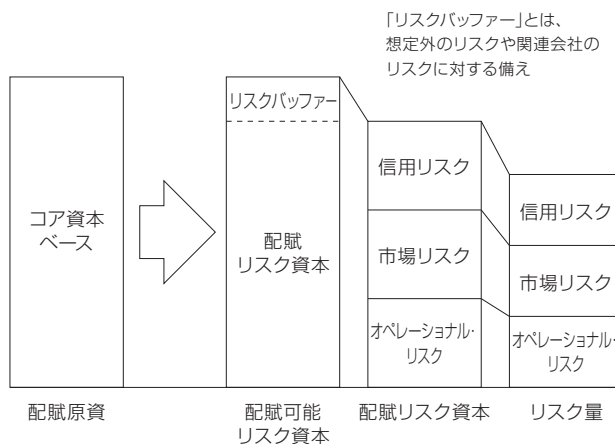 「リスクバッファー」とは、
想定外のリスクや関連会社の
リスクに対する備え
リスクバッファー
コア資本
ベース
配賦
リスク資本
信用リスク
市場リスク
オペレーショナル・
リスク
信用リスク
市場リスク
オペレーショナル・
リスク
配賦原資
配賦可能
リスク資本
配賦リスク資本
リスク量